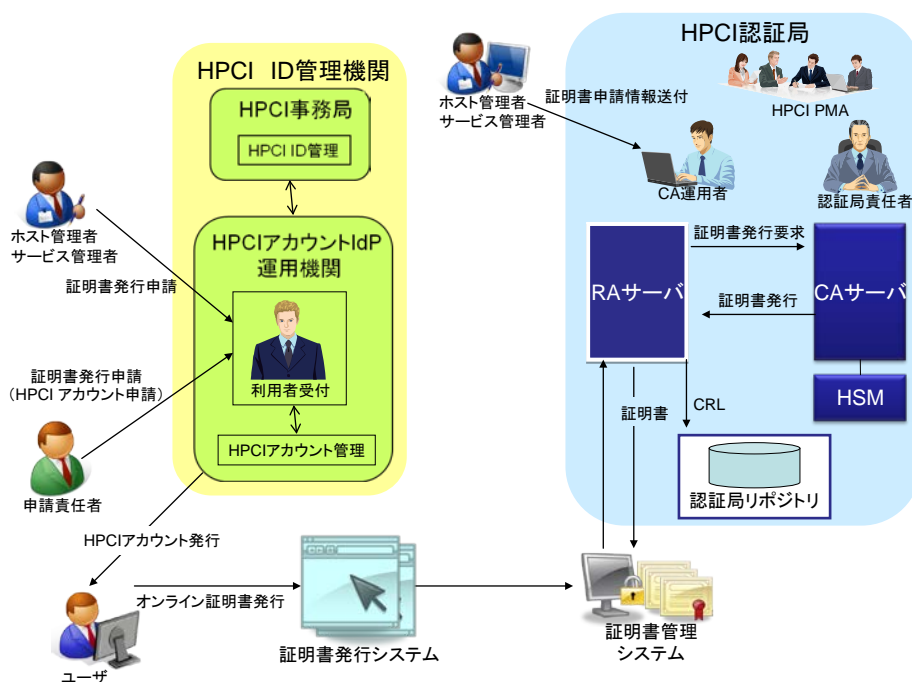 HPCI ID管理機関
HPCI事務局
HPCI ID管理
HPCIアカウントIdP
運用機関
利用者受付
HPCIアカウント管理
ホスト管理者
サービス管理者
証明書発行申請
証明書発行申請
（HPCI アカウント申請）
申請責任者
HPCIアカウント発行
ユーザ
オンライン証明書発行
証明書発行システム
ホスト管理者
サービス管理者
証明書申請情報送付
HPCI認証局
HPCI PMA
CA運用者
認証局責任者
RAサーバ
証明書発行要求
証明書発行
CAサーバ
HSM
証明書
CRL
認証局リポジトリ
証明書管理
システム